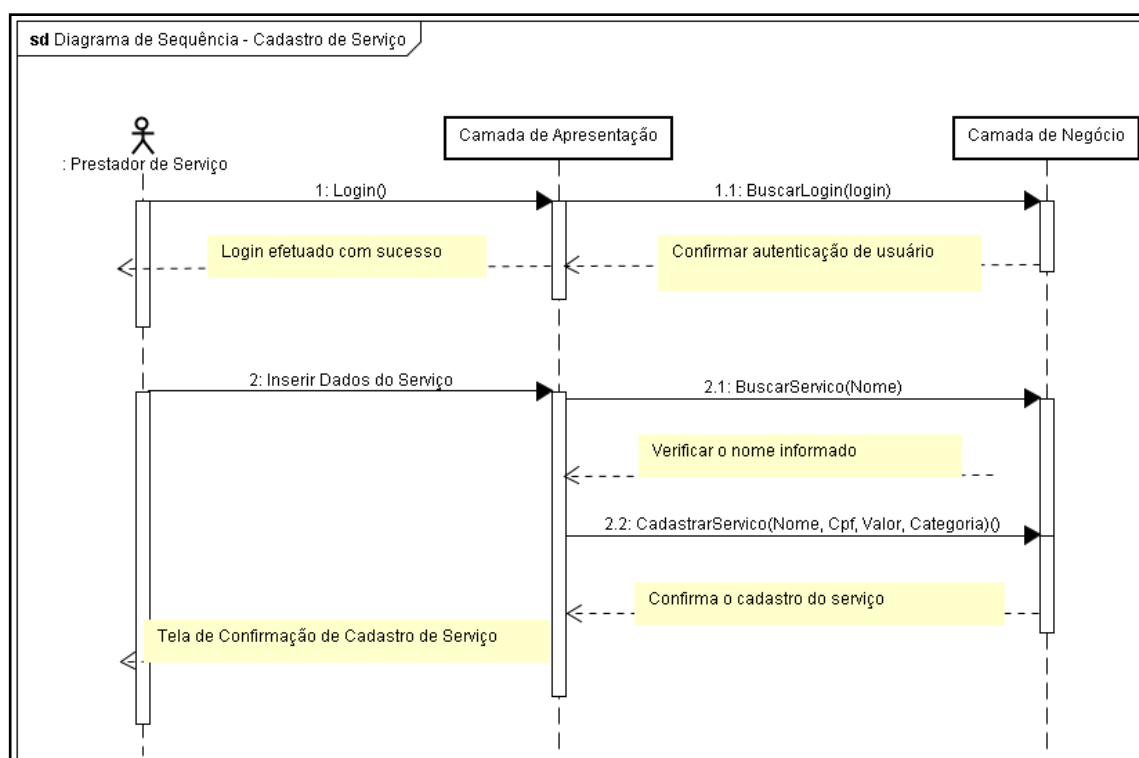 sd Diagrama de Sequência - Cadastro de Serviço
: Prestador de Serviço
Camada de Apresentação
Camada de Negócio
1: Login()
1.1: BuscarLogin(login)
Login efetuado com sucesso
Confirmar autenticação de usuário
2: Inserir Dados do Serviço
2.1: BuscarServico(Nome)
Verificar o nome informado
2.2: CadastrarServico(Nome, Cpf, Valor, Categoria)()
Confirma o cadastro do serviço
Tela de Confirmação de Cadastro de Serviço